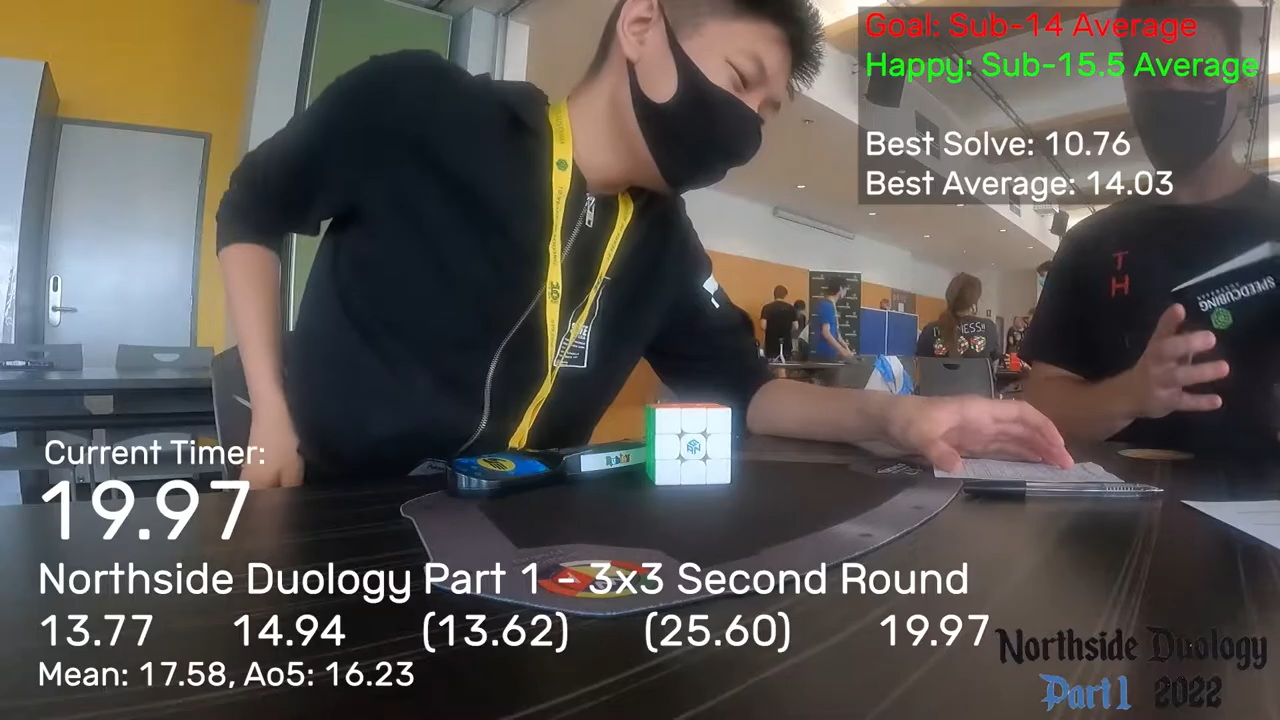 Goal: Sub-14 Average
Happy: Sub-15.5 Average
Best Solve: 10.76
Best Average: 14.03
T
H
SPEEDCUBING
Current Timer:
19.97
Northside Duology Part 1 - 3x3 Second Round
13.77 14.94 (13.62) (25.60) 19.97
Mean: 17.58, Ao5: 16.23
Northside Duology
Part 1 2022